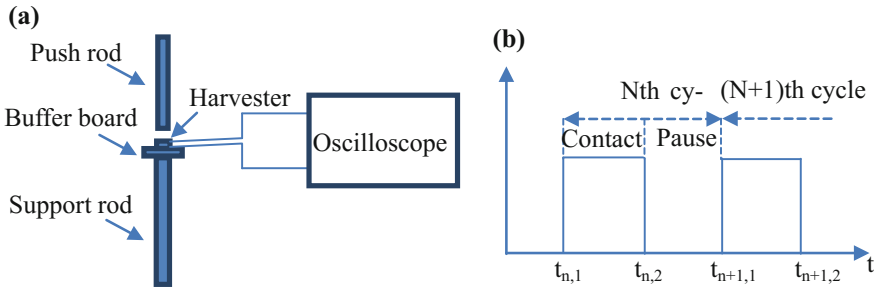 (a)
Push rod
Harvester
Buffer board
Oscilloscope
Support rod
(b)
Nth cy- (N+1)th cycle
Contact Pause
t
tn,1 tn,2 tn+1,1 tn+1,2